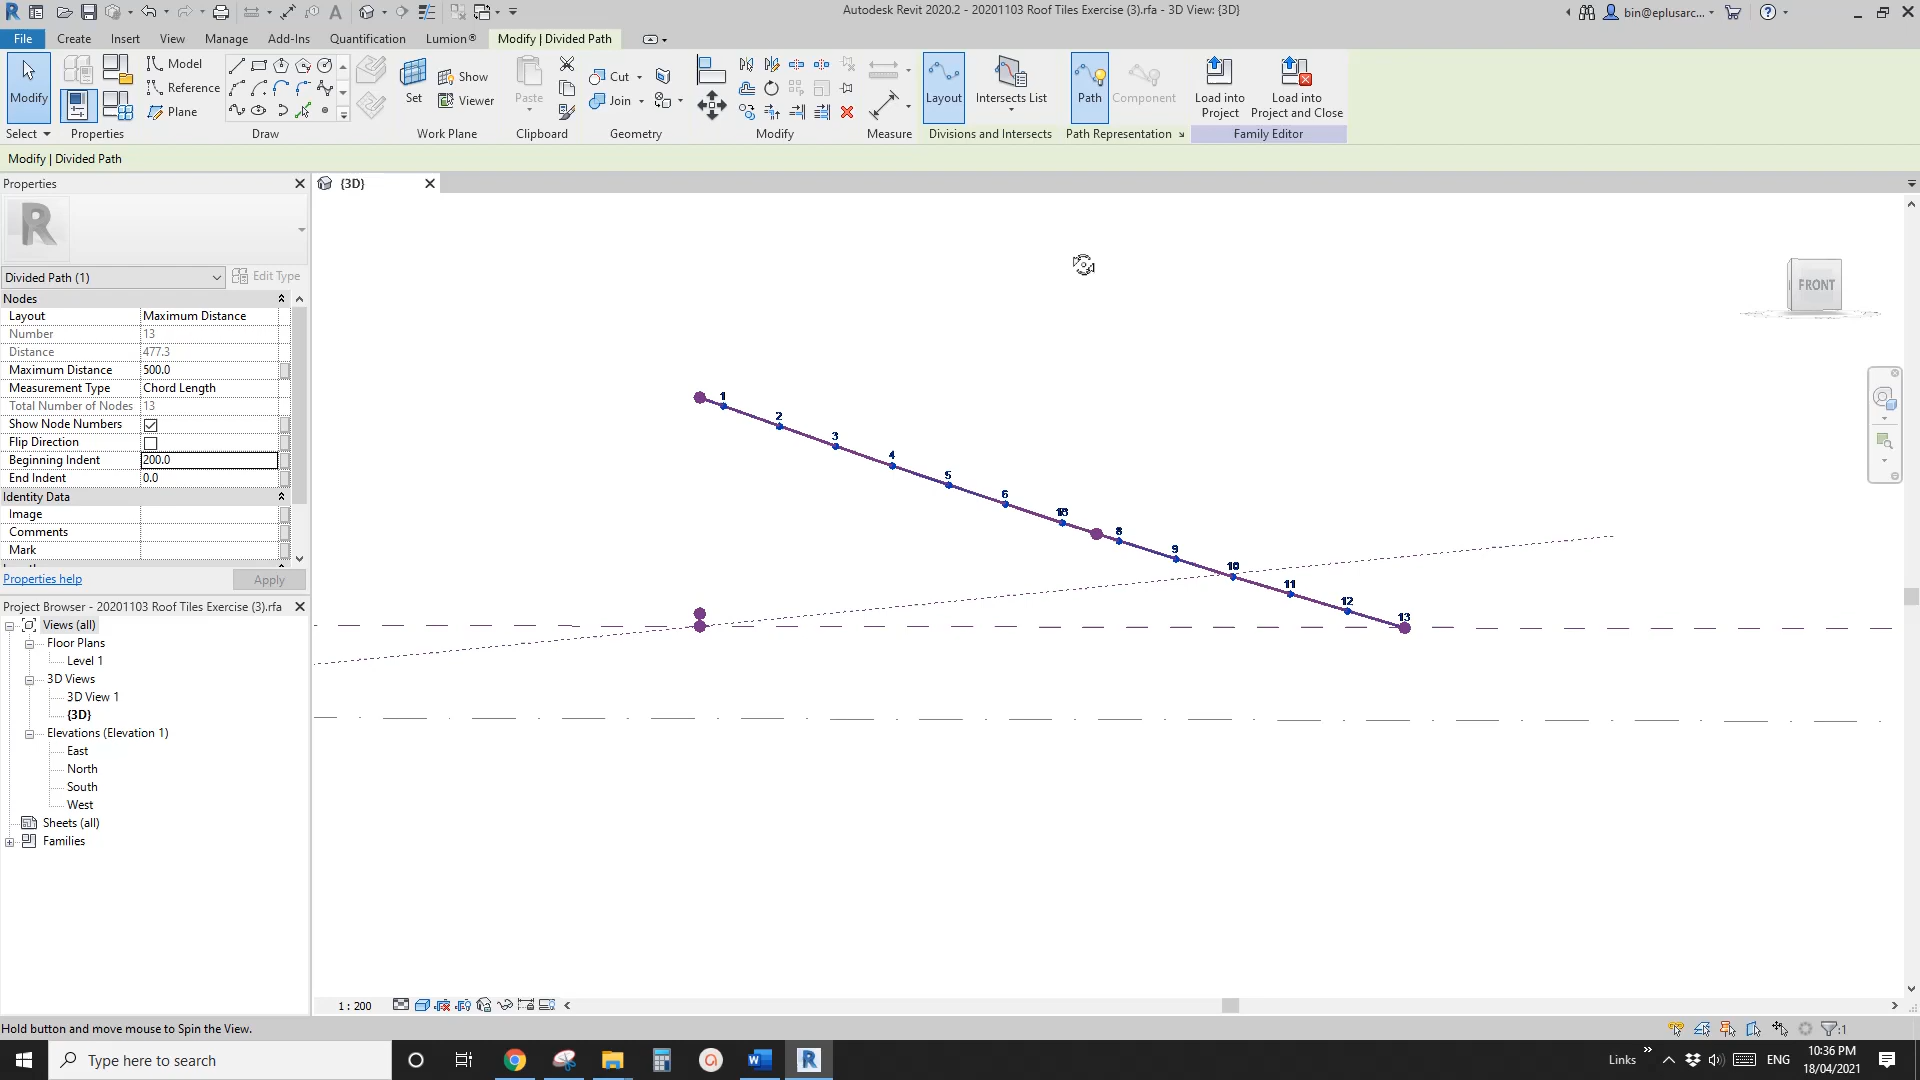 Autodesk Revit 2020.2 - 20201103 Roof Tiles Exercise (3).rfa - 3D View: {3D}
bin@eplusarc...
File Create Insert View Manage Add-Ins Quantification Lumion® Modify | Divided Path
Modify
Select
Properties
Model
Reference
Plane
Draw
Set
Show
Viewer
Work Plane
Paste
Clipboard
Cut
Join
Geometry
Modify
Measure
Layout
Intersects List
Divisions and Intersects
Path
Component
Path Representation
Load into
Project
Load into
Project and Close
Family Editor
Modify | Divided Path
Properties
{3D}
R
Divided Path (1)
Edit Type
Nodes
Layout Maximum Distance
Number 13
Distance 477.3
Maximum Distance 500.0
Measurement Type Chord Length
Total Number of Nodes 13
Show Node Numbers
Flip Direction
Beginning Indent 200.0
End Indent 0.0
Identity Data
Image
Comments
Mark
Properties help
Apply
Project Browser - 20201103 Roof Tiles Exercise (3).rfa
Views (all)
Floor Plans
Level 1
3D Views
3D View 1
{3D}
Elevations (Elevation 1)
East
North
South
West
Sheets (all)
Families
FRONT
1
2
3
4
5
6
8
9
10
11
12
13
1 : 200
Hold button and move mouse to Spin the View.
:1
Type here to search
Links
ENG
10:36 PM
18/04/2021